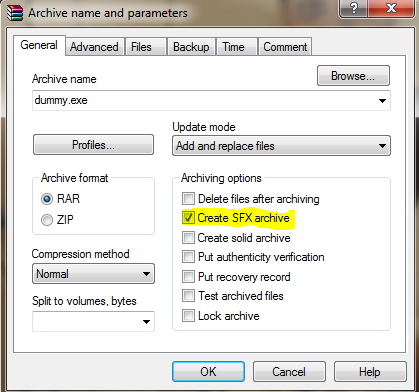 Archive name and parameters
General Advanced Files Backup Time Comment
Archive name
Browse...
dummy.exe
Update mode
Profiles...
Add and replace files
Archive format
RAR
ZIP
Compression method
Normal
Split to volumes, bytes
Archiving options
Delete files after archiving
Create SFX archive
Create solid archive
Put authenticity verification
Put recovery record
Test archived files
Lock archive
OK Cancel Help